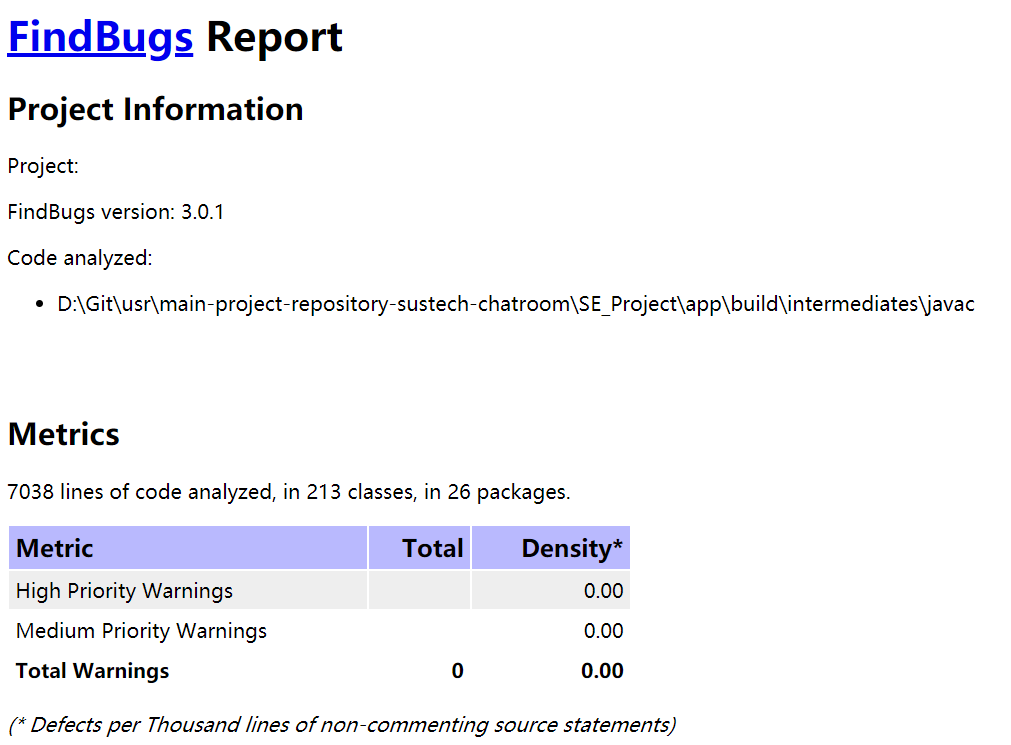 FindBugs Report
Project Information
Project:
FindBugs version: 3.0.1
Code analyzed:
• D:\Git\usr\main-project-repository-sustech-chatroom\SE_Project\app\build\intermediates\javac
Metrics
7038 lines of code analyzed, in 213 classes, in 26 packages.
Metric Total Density*
High Priority Warnings 0.00
Medium Priority Warnings 0.00
Total Warnings 0 0.00
(* Defects per Thousand lines of non-commenting source statements)